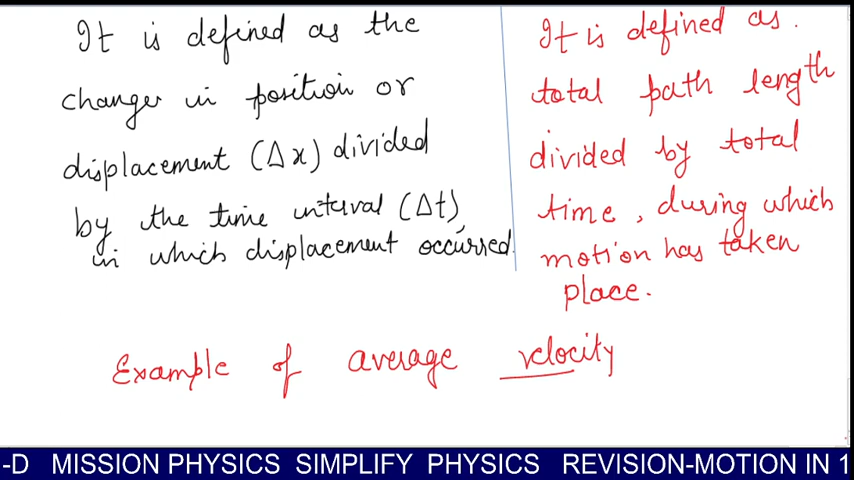 It is defined as the
changer in position or
displacement (Δx) divided
by the time interval (Δt)
in which displacement occurred.
It is defined as.
total path length
divided by total
time, during which
motion has taken
place.
Example of average velocity
-D MISSION PHYSICS SIMPLIFY PHYSICS REVISION-MOTION IN 1